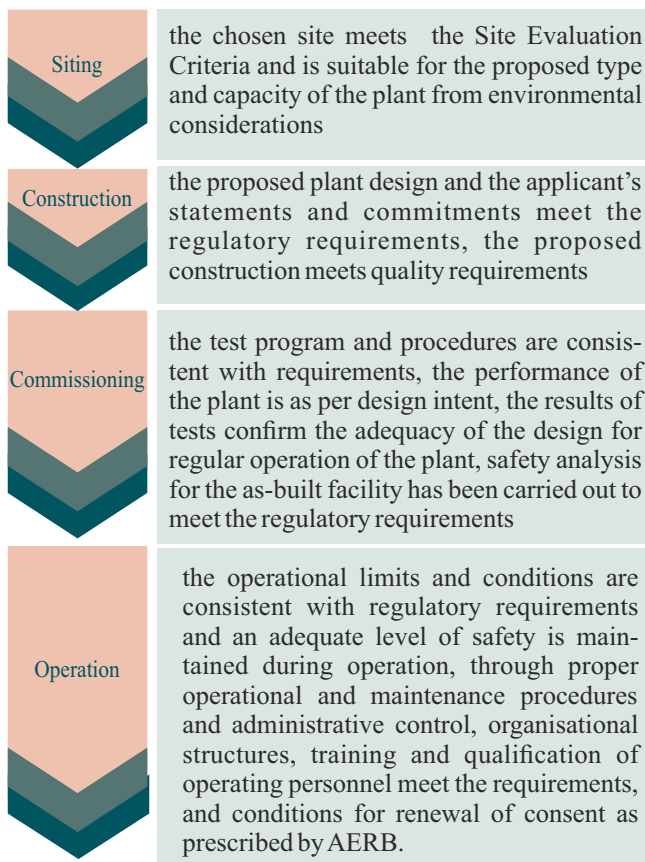 Siting
the chosen site meets the Site Evaluation
Criteria and is suitable for the proposed type
and capacity of the plant from environmental
considerations
Construction
the proposed plant design and the applicant's
statements and commitments meet the
regulatory requirements, the proposed
construction meets quality requirements
Commissioning
the test program and procedures are consis-
tent with requirements, the performance of
the plant is as per design intent, the results of
tests confirm the adequacy of the design for
regular operation of the plant, safety analysis
for the as-built facility has been carried out to
meet the regulatory requirements
Operation
the operational limits and conditions are
consistent with regulatory requirements
and an adequate level of safety is main-
tained during operation, through proper
operational and maintenance procedures
and administrative control, organisational
structures, training and qualification of
operating personnel meet the requirements,
and conditions for renewal of consent as
prescribed by AERB.